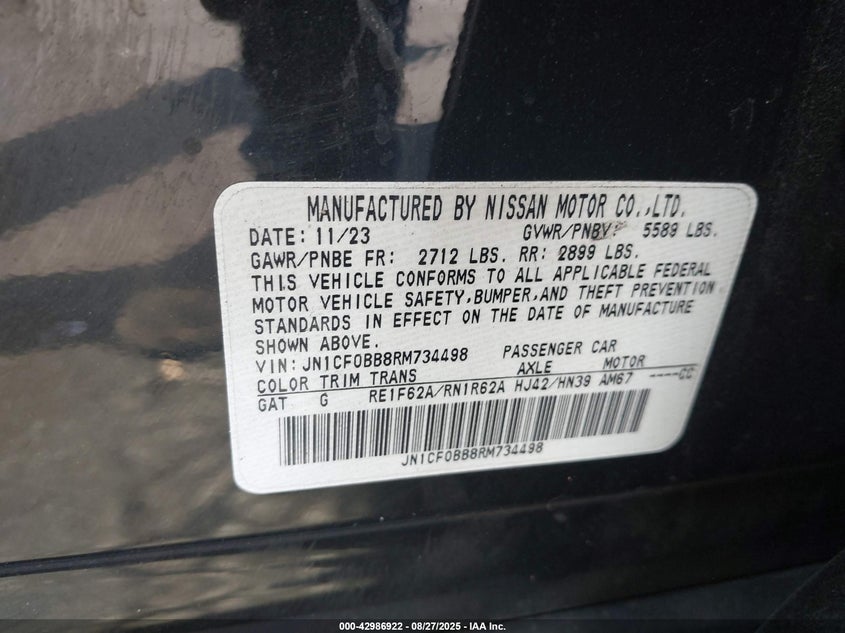 MANUFACTURED BY NISSAN MOTOR CO.,LTD.
DATE: 11/23 GVWR/PNBV: 5589 LBS.
GAWR/PNBE FR: 2712 LBS. RR: 2899 LBS.
THIS VEHICLE CONFORMS TO ALL APPLICABLE FEDERAL
MOTOR VEHICLE SAFETY,BUMPER,AND THEFT PREVENTION
STANDARDS IN EFFECT ON THE DATE OF MANUFACTURE
SHOWN ABOVE.
VIN: JN1CF0BB8RM734498 PASSENGER CAR
COLOR TRIM TRANS AXLE MOTOR
GAT G RE1F62A/RN1R62A HJ42/HN39 AM67 ----CC
JN1CF0BB8RM734498
000-42986922 - 08/27/2025 - IAA Inc.